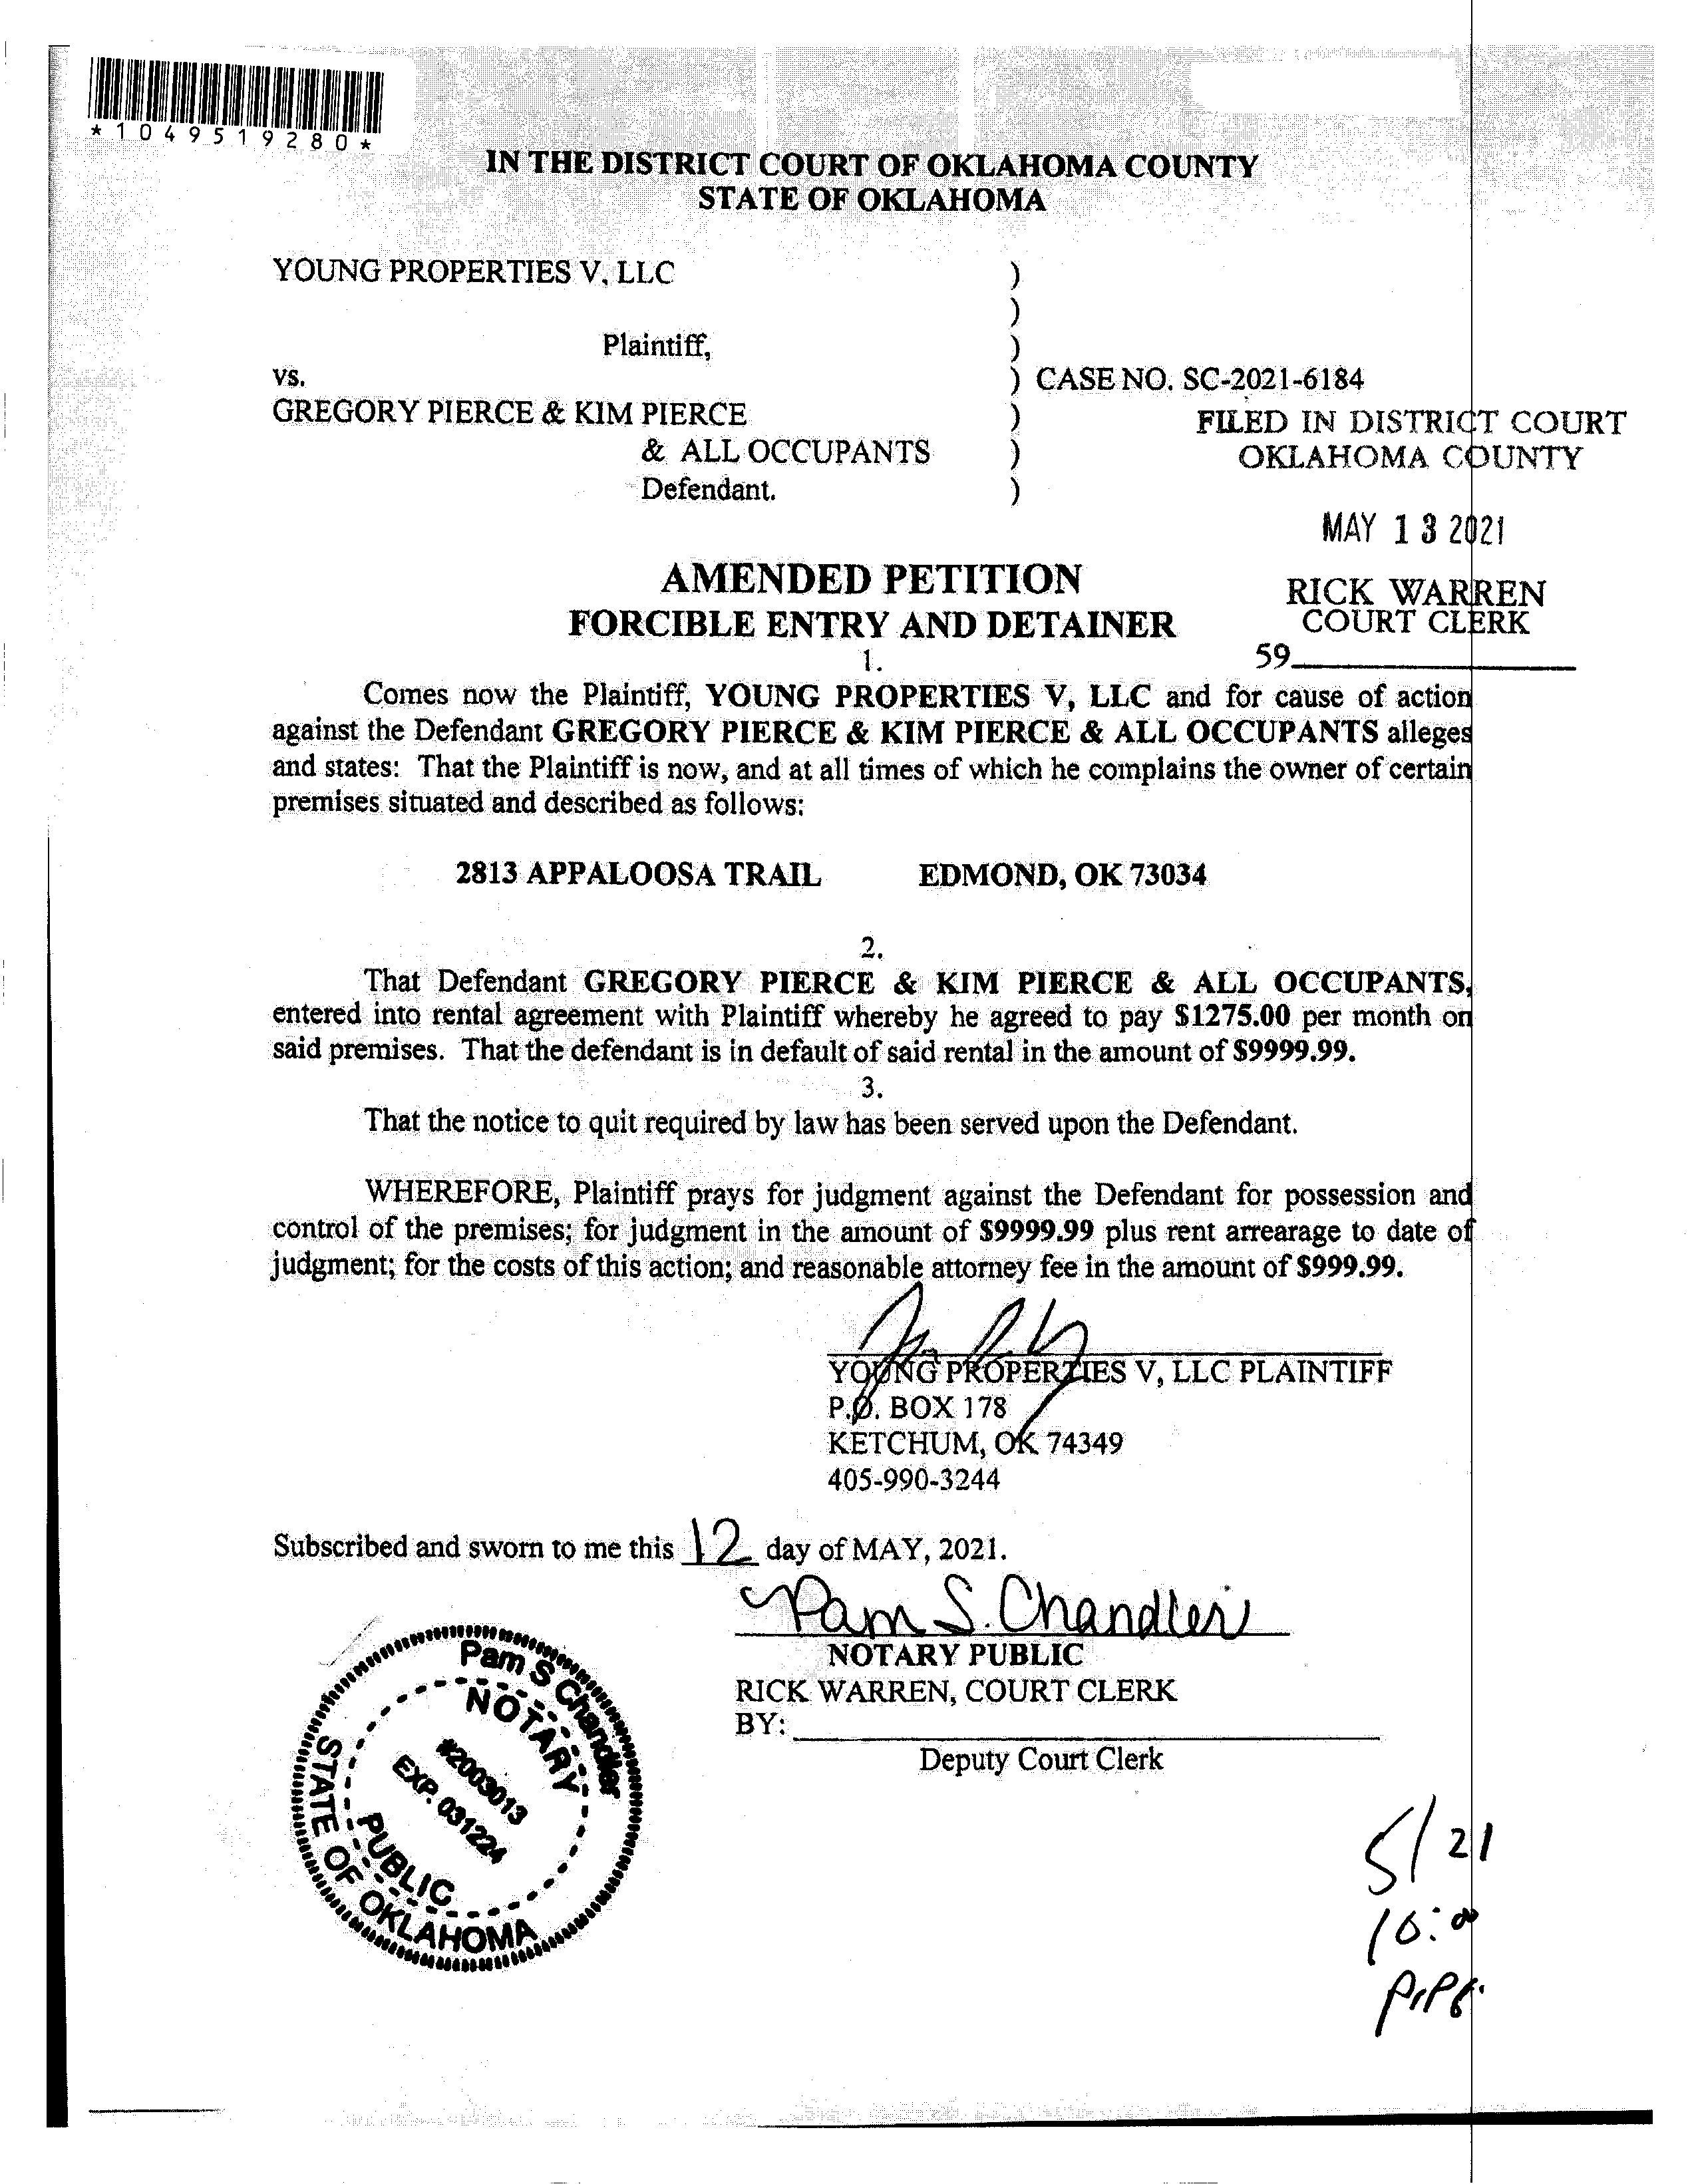 *1049519280*
IN THE DISTRICT COURT OF OKLAHOMA COUNTY
STATE OF OKLAHOMA
YOUNG PROPERTIES V, LLC )
)
Plaintiff, )
vs. ) CASE NO. SC-2021-6184
GREGORY PIERCE & KIM PIERCE )
& ALL OCCUPANTS )
Defendant. )
FILED IN DISTRICT COURT
OKLAHOMA COUNTY
MAY 13 2021
RICK WARREN
COURT CLERK
59
AMENDED PETITION
FORCIBLE ENTRY AND DETAINER
1.
Comes now the Plaintiff, YOUNG PROPERTIES V, LLC and for cause of action
against the Defendant GREGORY PIERCE & KIM PIERCE & ALL OCCUPANTS alleges
and states: That the Plaintiff is now, and at all times of which he complains the owner of certain
premises situated and described as follows:
2813 APPALOOSA TRAIL EDMOND, OK 73034
2.
That Defendant GREGORY PIERCE & KIM PIERCE & ALL OCCUPANTS,
entered into rental agreement with Plaintiff whereby he agreed to pay $1275.00 per month on
said premises. That the defendant is in default of said rental in the amount of $9999.99.
3.
That the notice to quit required by law has been served upon the Defendant.
WHEREFORE, Plaintiff prays for judgment against the Defendant for possession and
control of the premises; for judgment in the amount of $9999.99 plus rent arrearage to date of
judgment; for the costs of this action; and reasonable attorney fee in the amount of $999.99.
YOUNG PROPERTIES V, LLC PLAINTIFF
P.O. BOX 178
KETCHUM, OK 74349
405-990-3244
Subscribed and sworn to me this 12 day of MAY, 2021.
Pam S. Chandler
NOTARY PUBLIC
RICK WARREN, COURT CLERK
BY:
Deputy Court Clerk
Pam S Chandler
NOTARY
#2003013
EXP. 031224
PUBLIC
STATE OF OKLAHOMA
5/21
10:00